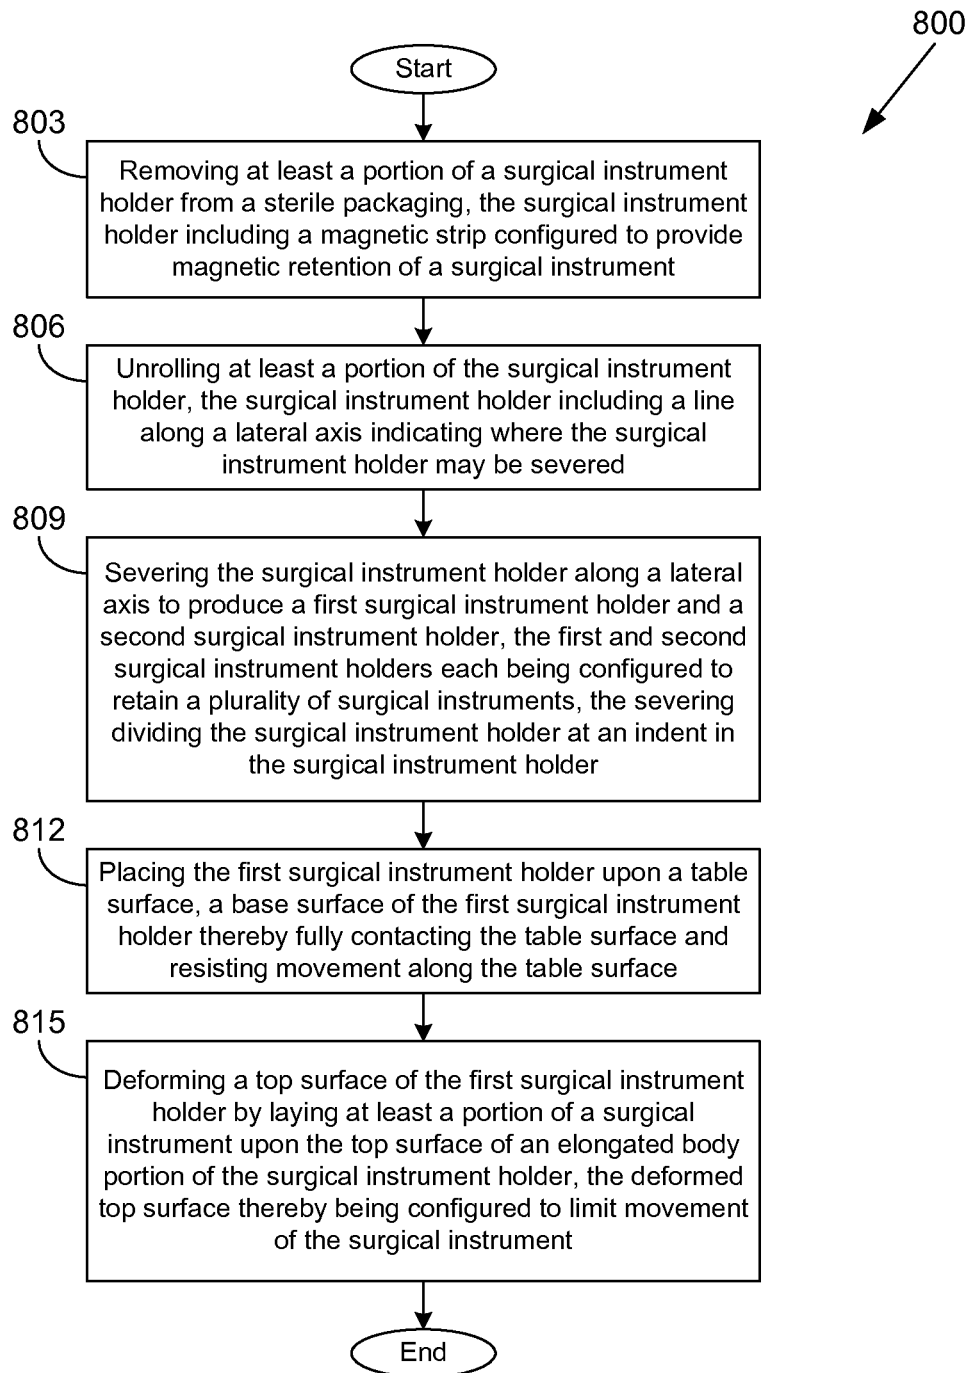 800
Start
803
Removing at least a portion of a surgical instrument
holder from a sterile packaging, the surgical instrument
holder including a magnetic strip configured to provide
magnetic retention of a surgical instrument
806
Unrolling at least a portion of the surgical instrument
holder, the surgical instrument holder including a line
along a lateral axis indicating where the surgical
instrument holder may be severed
809
Severing the surgical instrument holder along a lateral
axis to produce a first surgical instrument holder and a
second surgical instrument holder, the first and second
surgical instrument holders each being configured to
retain a plurality of surgical instruments, the severing
dividing the surgical instrument holder at an indent in
the surgical instrument holder
812
Placing the first surgical instrument holder upon a table
surface, a base surface of the first surgical instrument
holder thereby fully contacting the table surface and
resisting movement along the table surface
815
Deforming a top surface of the first surgical instrument
holder by laying at least a portion of a surgical
instrument upon the top surface of an elongated body
portion of the surgical instrument holder, the deformed
top surface thereby being configured to limit movement
of the surgical instrument
End